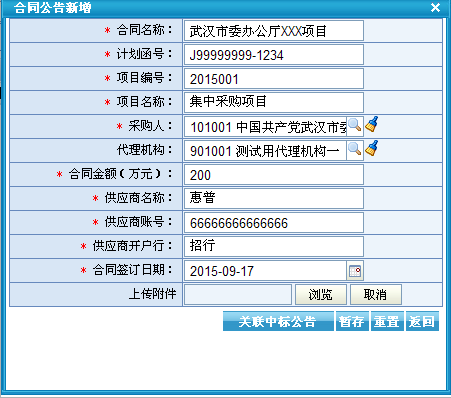 合同公告新增
* 合同名称： 武汉市委办公厅XXX项目
* 计划函号： J99999999-1234
* 项目编号： 2015001
* 项目名称： 集中采购项目
* 采购人： 101001 中国共产党武汉市委
代理机构： 901001 测试用代理机构一
* 合同金额（万元）： 200
* 供应商名称： 惠普
* 供应商账号： 66666666666666
* 供应商开户行： 招行
* 合同签订日期： 2015-09-17
上传附件 浏览 取消
关联中标公告 暂存 重置 返回